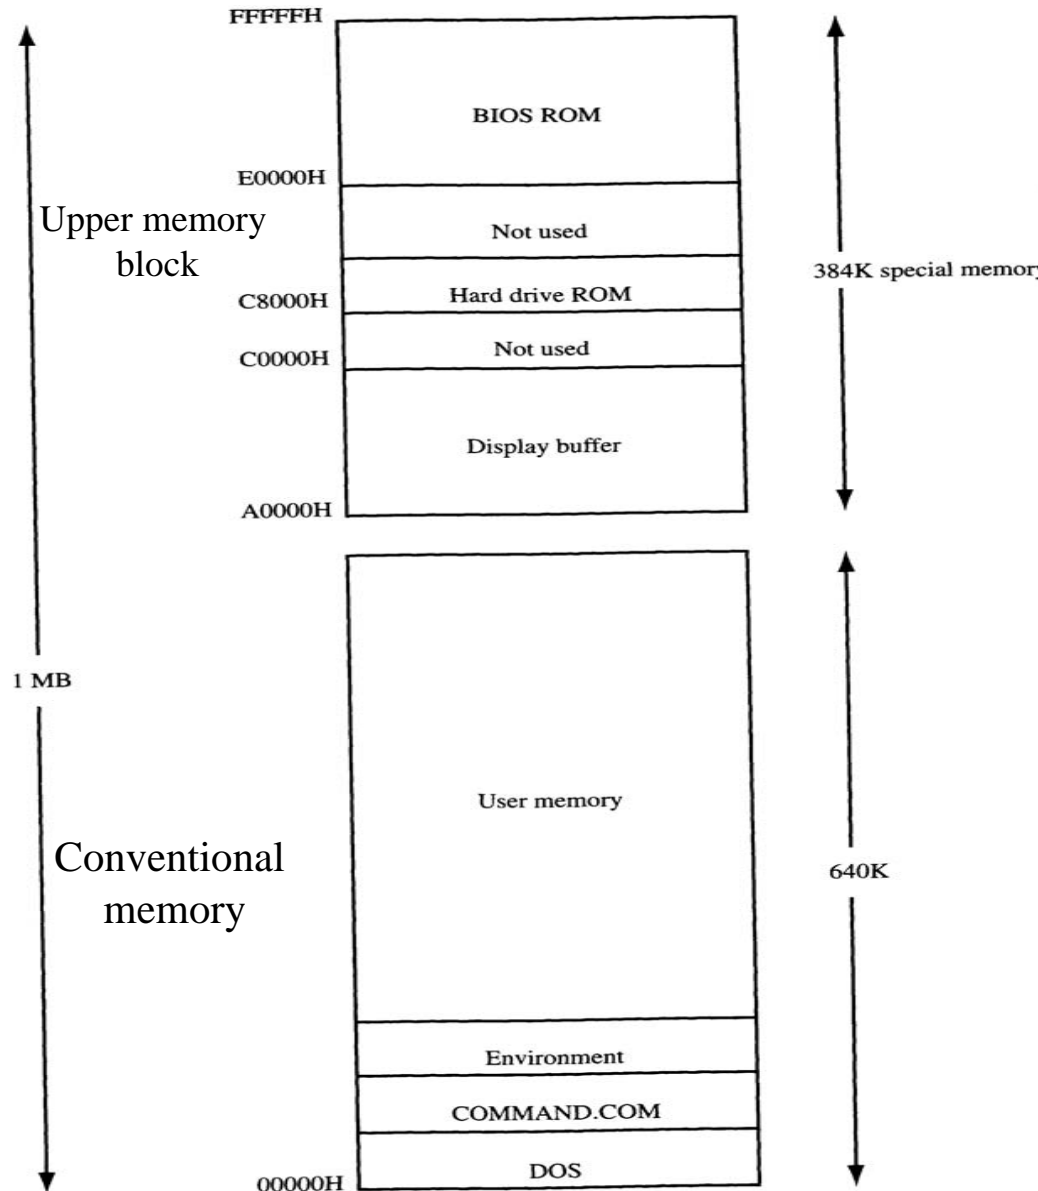 FFFFFH
BIOS ROM
E0000H
Upper memory
block
Not used
384K special memory
C8000H
Hard drive ROM
C0000H
Not used
Display buffer
A0000H
1 MB
User memory
Conventional
memory
640K
Environment
COMMAND.COM
DOS
00000H